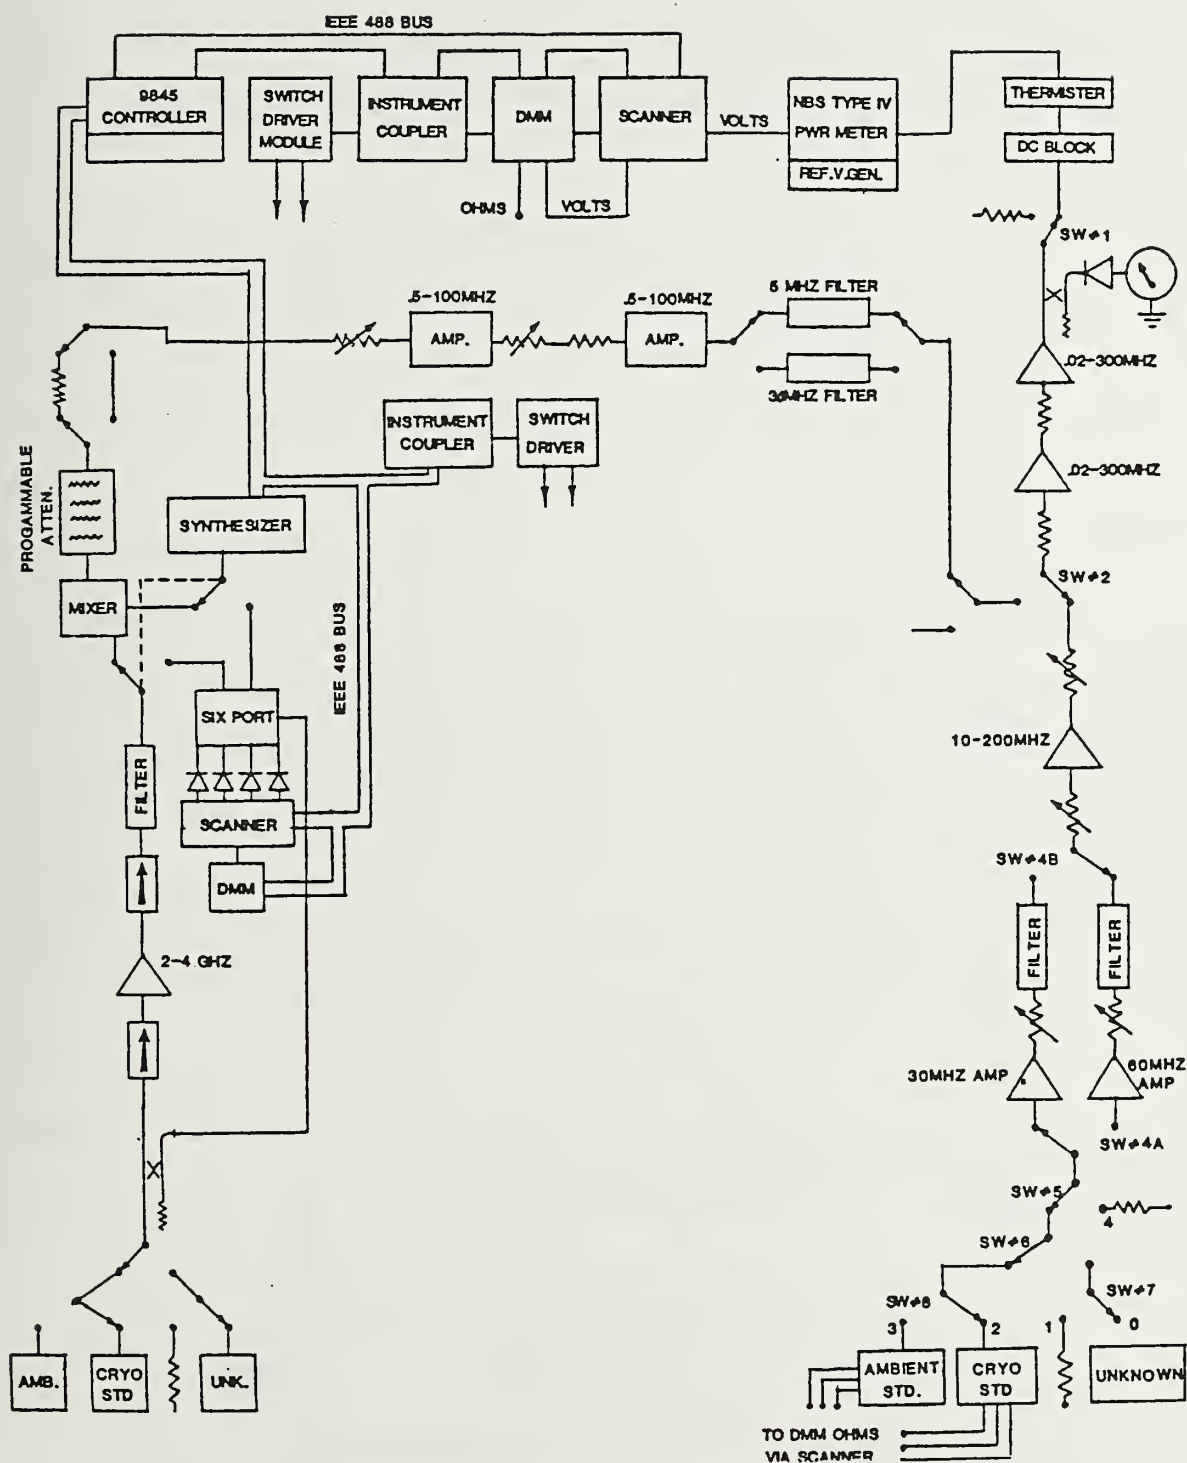 IEEE 488 BUS
9845
CONTROLLER
SWITCH
DRIVER
MODULE
INSTRUMENT
COUPLER
DMM
SCANNER
VOLTS
NBS TYPE IV
PWR METER
REF.V.GEN.
THERMISTER
DC BLOCK
OHMS
VOLTS
SW#1
.5-100MHZ
AMP.
.5-100MHZ
AMP.
5 MHZ FILTER
36MHZ FILTER
.02-300MHZ
.02-300MHZ
INSTRUMENT
COUPLER
SWITCH
DRIVER
PROGAMMABLE
ATTEN.
SYNTHESIZER
MIXER
SW#2
IEEE 488 BUS
SIX PORT
10-200MHZ
FILTER
SCANNER
DMM
SW#4B
FILTER
FILTER
2-4 GHZ
30MHZ AMP
60MHZ
AMP
SW#4A
SW#5
4
SW#6
SW#7
SW#8
3
2
1
0
AMB.
CRYO
STD
UNK.
AMBIENT
STD.
CRYO
STD
UNKNOWN
TO DMM OHMS
VIA SCANNER